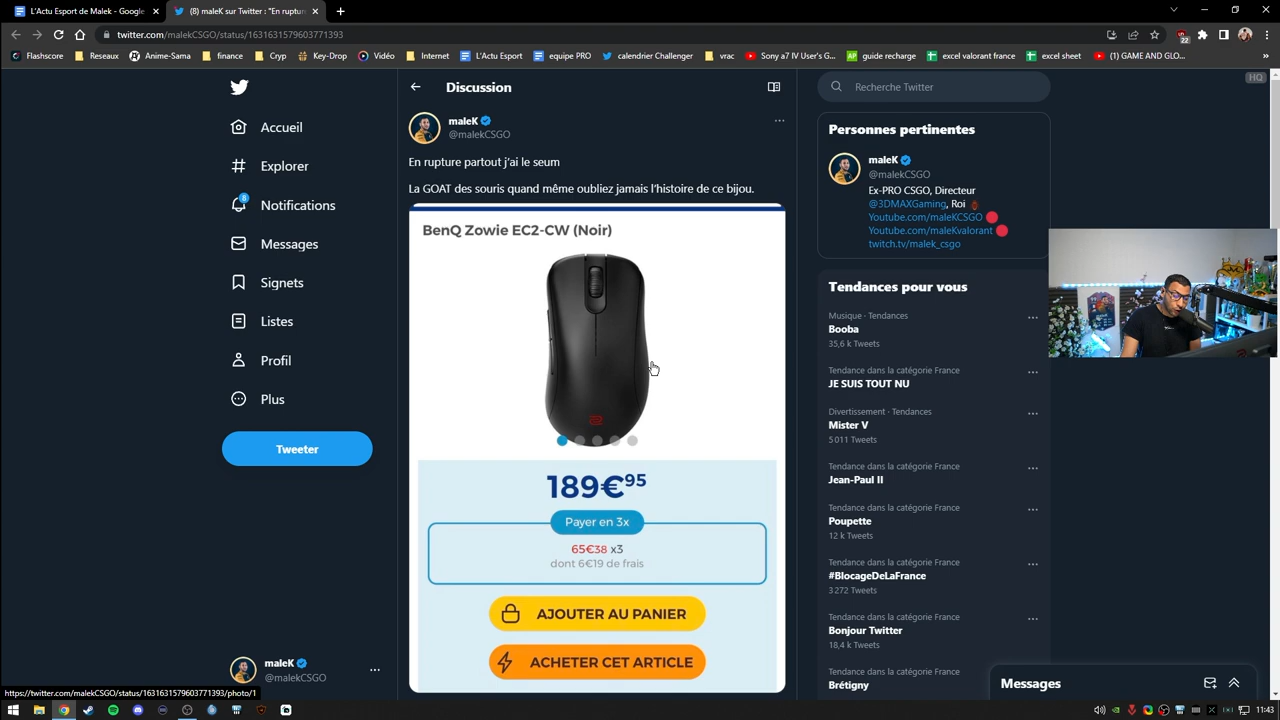 L'Actu Esport de Malek - Google
(8) maleK sur Twitter : "En ruptur
twitter.com/malekCSGO/status/1631631579603771393
Flashscore
Reseaux
Anime-Sama
finance
Cryp
Key-Drop
Vidéo
Internet
L'Actu Esport
equipe PRO
calendrier Challenger
vrac
Sony a7 IV User's G...
guide recharge
excel valorant france
excel sheet
(1) GAME AND GLO...
22
HQ
Accueil
Explorer
8
Notifications
Messages
Signets
Listes
Profil
Plus
Tweeter
maleK
@malekCSGO
Discussion
maleK
@malekCSGO
En rupture partout j'ai le seum
La GOAT des souris quand même oubliez jamais l'histoire de ce bijou.
BenQ Zowie EC2-CW (Noir)
189€95
Payer en 3x
65€38 x3
dont 6€19 de frais
AJOUTER AU PANIER
ACHETER CET ARTICLE
Recherche Twitter
Personnes pertinentes
maleK
@malekCSGO
Ex-PRO CSGO, Directeur
@3DMAXGaming, Roi
Youtube.com/maleKCSGO
Youtube.com/maleKvalorant
twitch.tv/malek_csgo
Tendances pour vous
Musique · Tendances
Booba
35,6 k Tweets
Tendance dans la catégorie France
JE SUIS TOUT NU
Divertissement · Tendances
Mister V
5 011 Tweets
Tendance dans la catégorie France
Jean-Paul II
Tendance dans la catégorie France
Poupette
12 k Tweets
Tendance dans la catégorie France
#BlocageDeLaFrance
3 272 Tweets
Tendance dans la catégorie France
Bonjour Twitter
18,4 k Tweets
Tendance dans la catégorie France
Brétigny
Messages
https://twitter.com/malekCSGO/status/1631631579603771393/photo/1
11:43